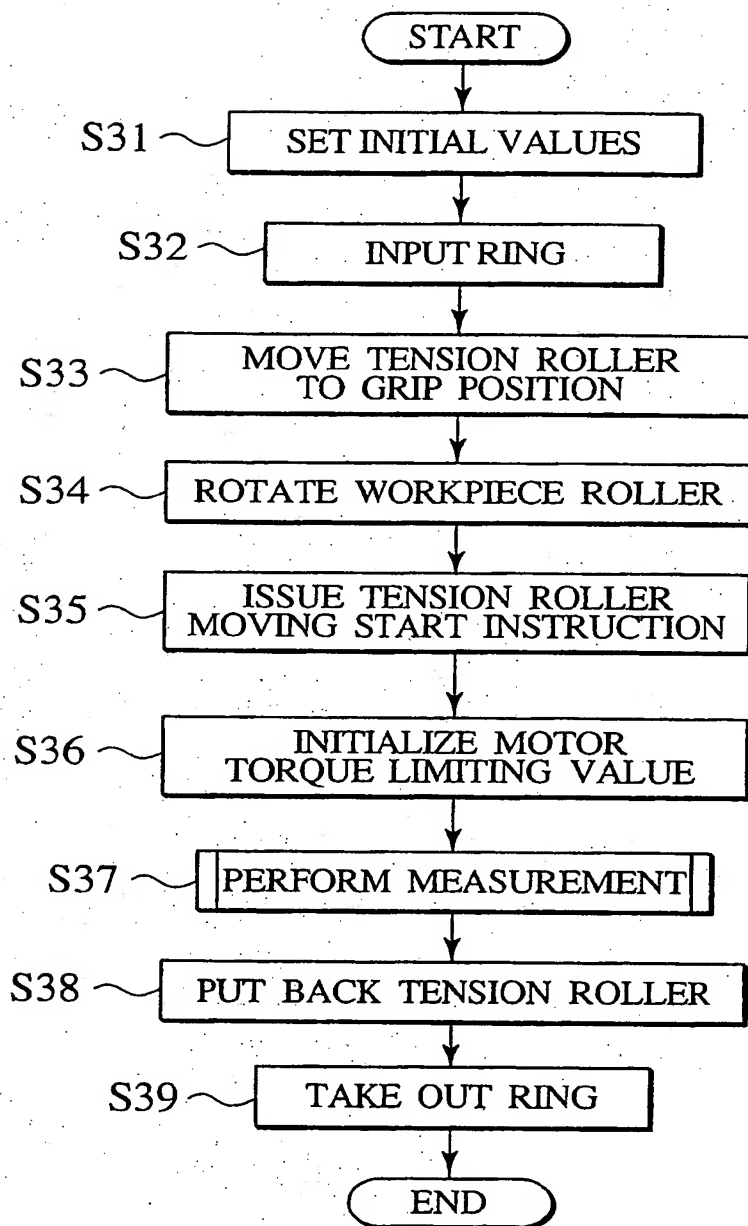 START
S31 SET INITIAL VALUES
S32 INPUT RING
S33 MOVE TENSION ROLLER
TO GRIP POSITION
S34 ROTATE WORKPIECE ROLLER
S35 ISSUE TENSION ROLLER
MOVING START INSTRUCTION
S36 INITIALIZE MOTOR
TORQUE LIMITING VALUE
S37 PERFORM MEASUREMENT
S38 PUT BACK TENSION ROLLER
S39 TAKE OUT RING
END